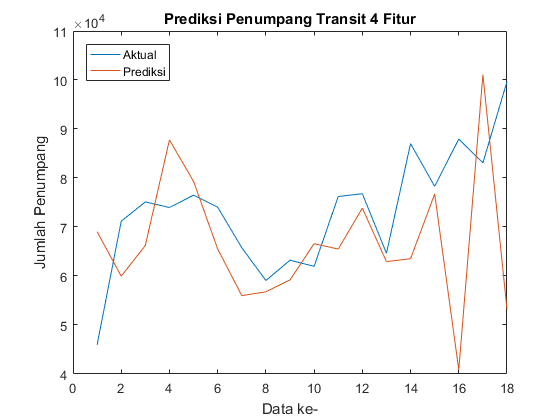 Prediksi Penumpang Transit 4 Fitur
×10^4
11
10
9
8
7
6
5
4
Jumlah Penumpang
Aktual
Prediksi
0 2 4 6 8 10 12 14 16 18
Data ke-